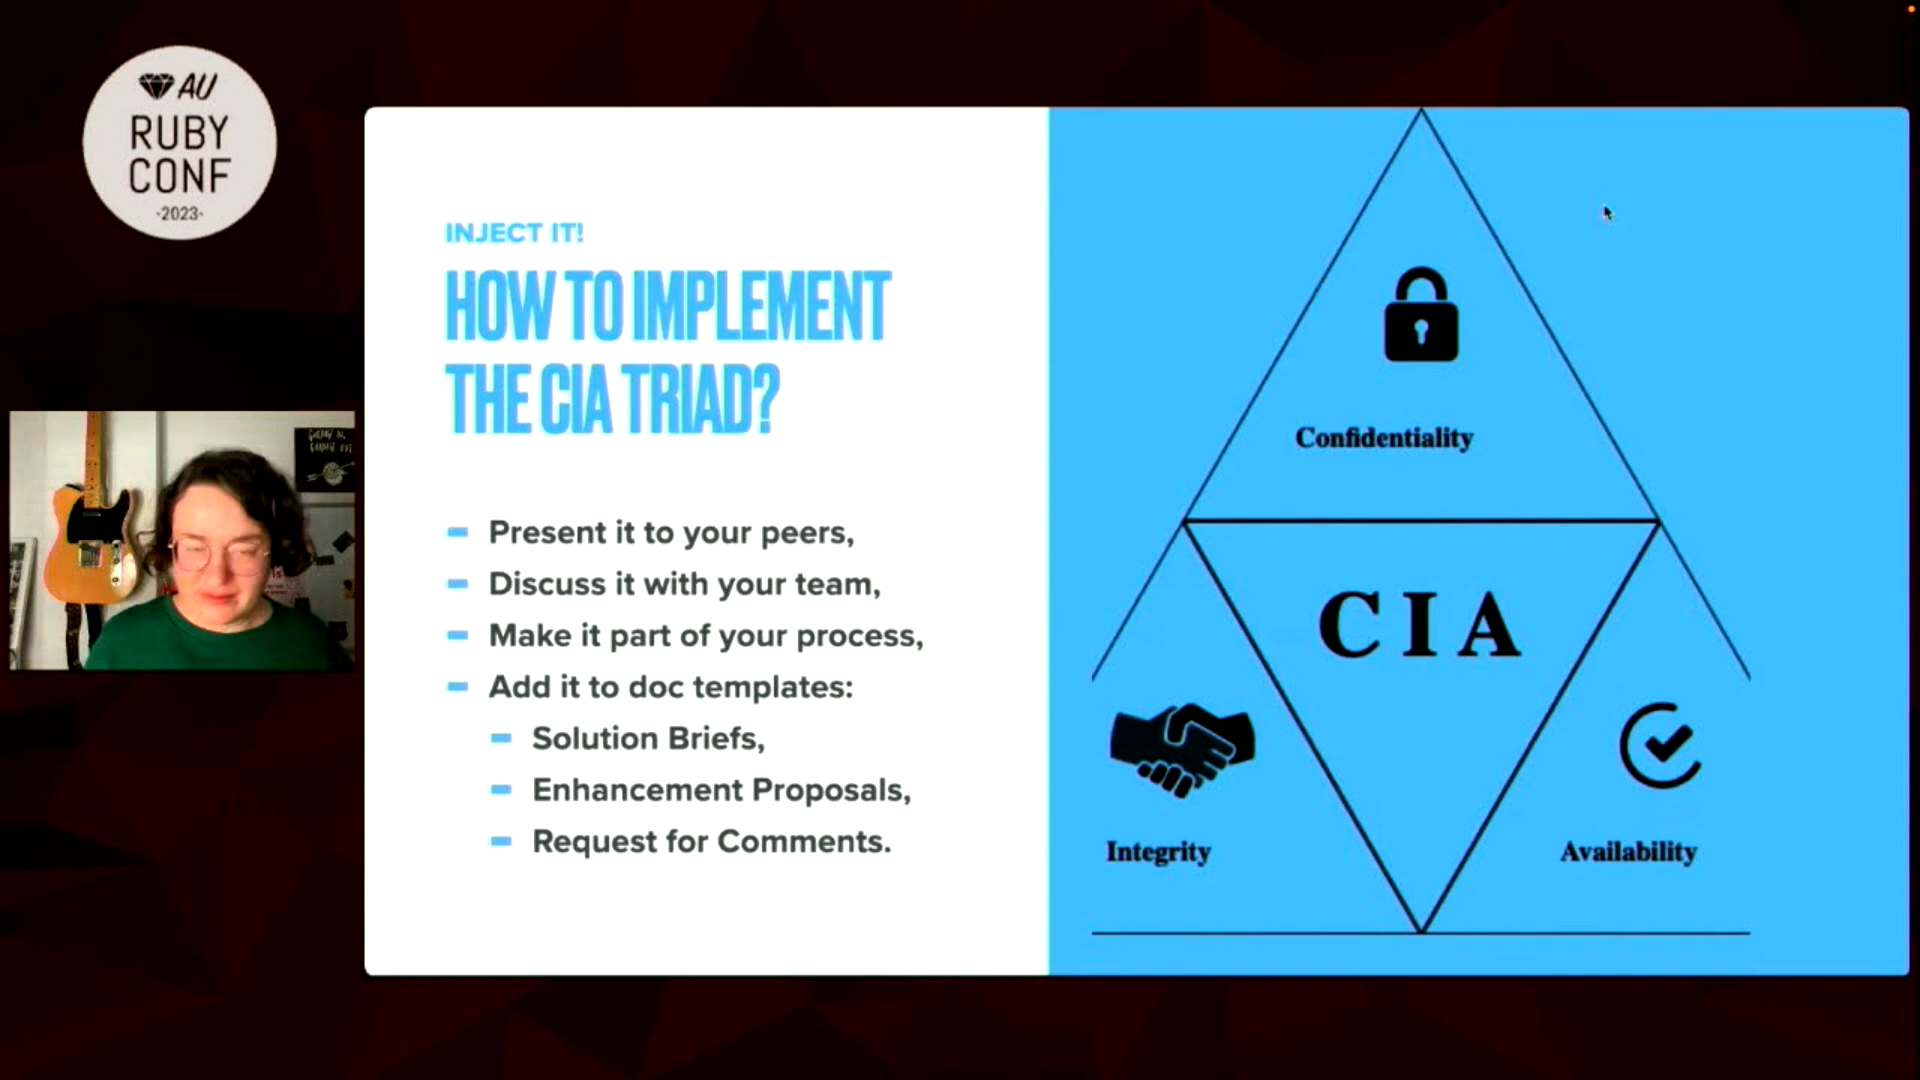 AU
RUBY
CONF
·2023·
INJECT IT!
HOW TO IMPLEMENT
THE CIA TRIAD?
Present it to your peers,
Discuss it with your team,
Make it part of your process,
Add it to doc templates:
Solution Briefs,
Enhancement Proposals,
Request for Comments.
Confidentiality
CIA
Integrity
Availability